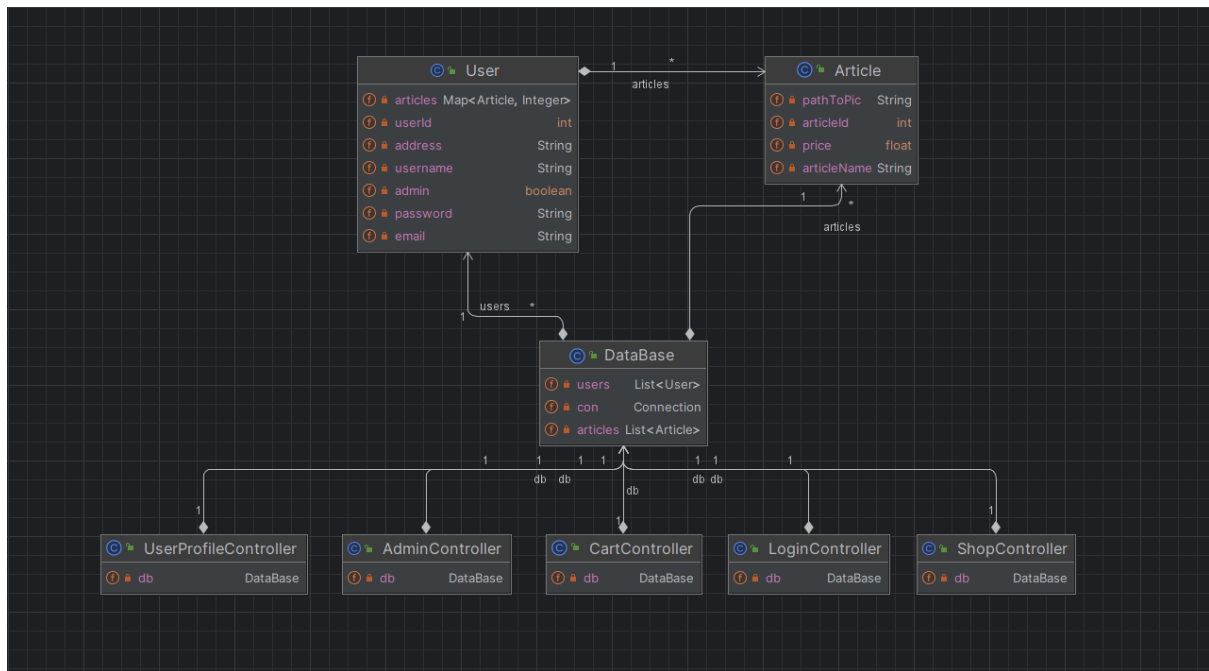 User
articles Map<Article, Integer>
userId int
address String
username String
admin boolean
password String
email String
1 *
articles
Article
pathToPic String
articleId int
price float
articleName String
1 *
articles
users *
1
DataBase
users List<User>
con Connection
articles List<Article>
1 1 1 1 1 1 1
db db db db db
1 1 1
UserProfileController
db DataBase
AdminController
db DataBase
CartController
db DataBase
LoginController
db DataBase
ShopController
db DataBase